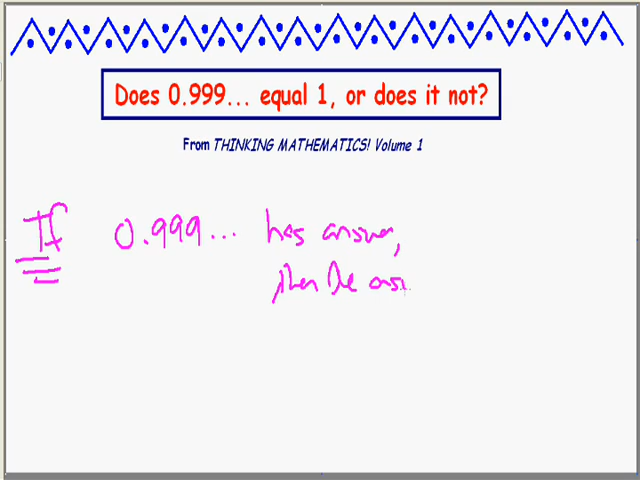 Does 0.999... equal 1, or does it not?
From THINKING MATHEMATICS! Volume 1
If 0.999... has answer,
then the